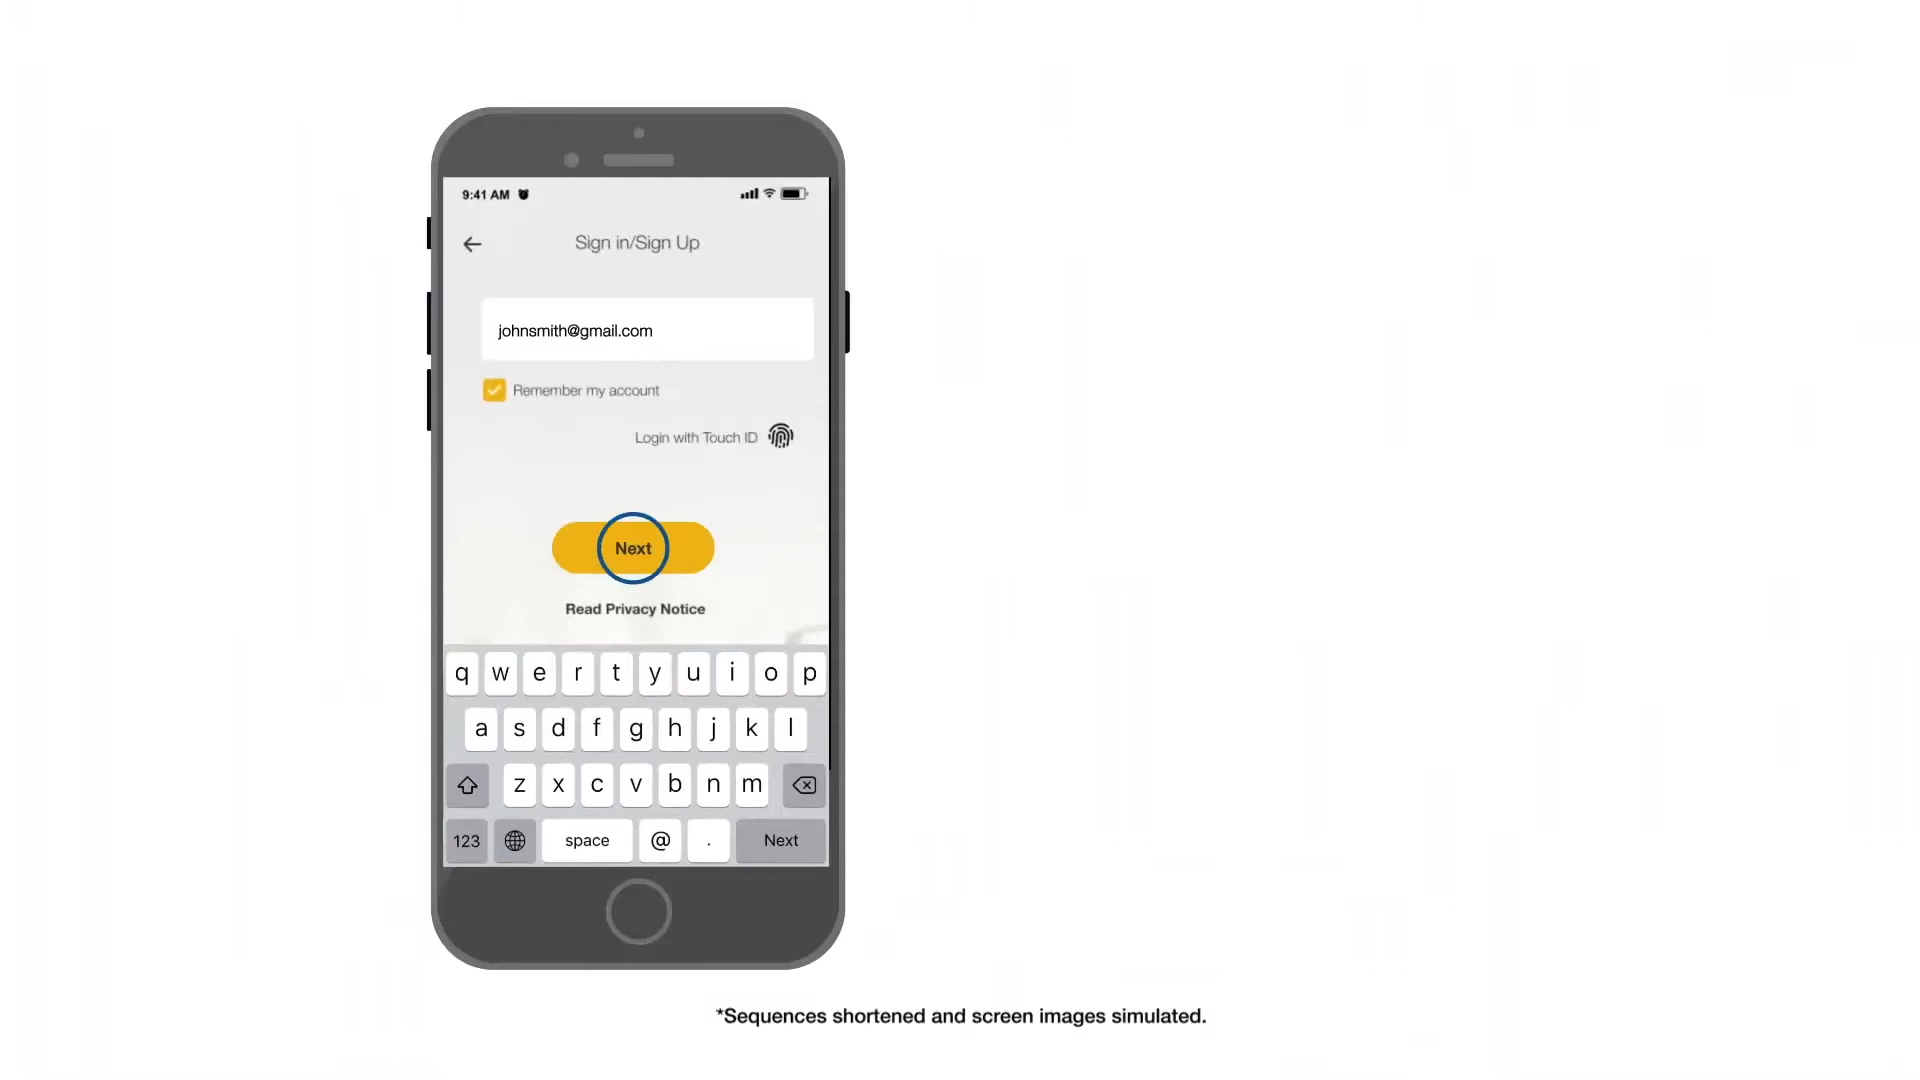 9:41 AM
Sign in/Sign Up
johnsmith@gmail.com
Remember my account
Login with Touch ID
Next
Read Privacy Notice
q w e r t y u i o p
a s d f g h j k l
z x c v b n m
123 space @ . Next
*Sequences shortened and screen images simulated.